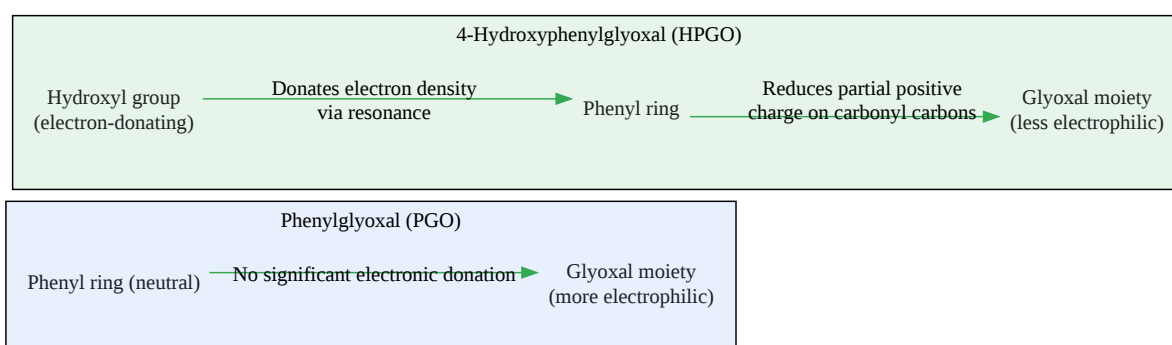 4-Hydroxyphenylglyoxal (HPGO)
Hydroxyl group
(electron-donating)
Donates electron density
via resonance
Phenyl ring
Reduces partial positive
charge on carbonyl carbons
Glyoxal moiety
(less electrophilic)
Phenylglyoxal (PGO)
Phenyl ring (neutral)
No significant electronic donation
Glyoxal moiety
(more electrophilic)